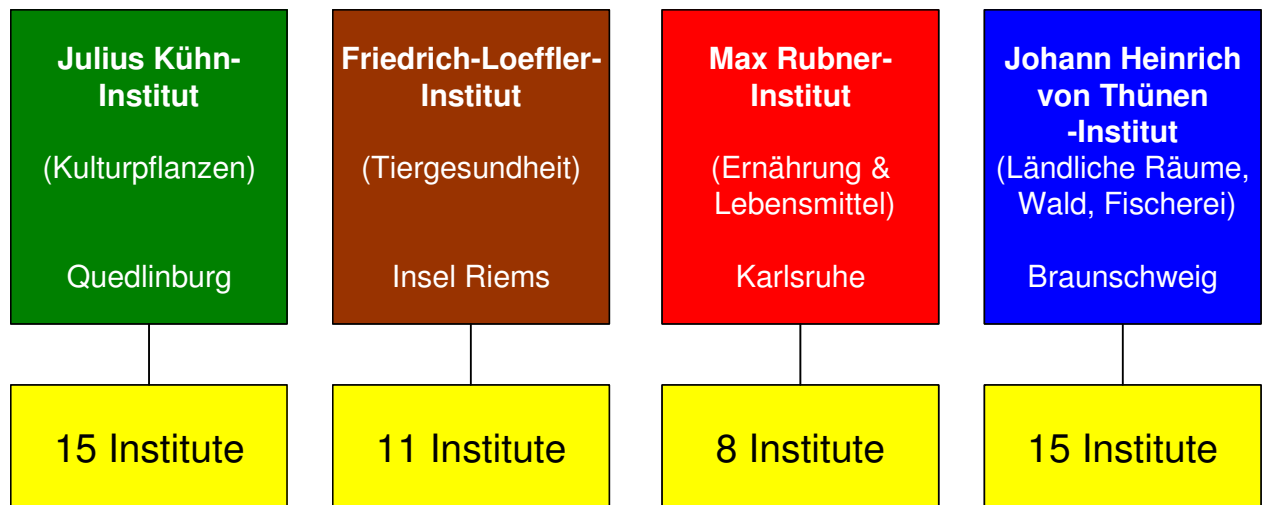 Julius Kühn-
Institut
(Kulturpflanzen)
Quedlinburg
15 Institute
Friedrich-Loeffler-
Institut
(Tiergesundheit)
Insel Riems
11 Institute
Max Rubner-
Institut
(Ernährung &
Lebensmittel)
Karlsruhe
8 Institute
Johann Heinrich
von Thünen
-Institut
(Ländliche Räume,
Wald, Fischerei)
Braunschweig
15 Institute